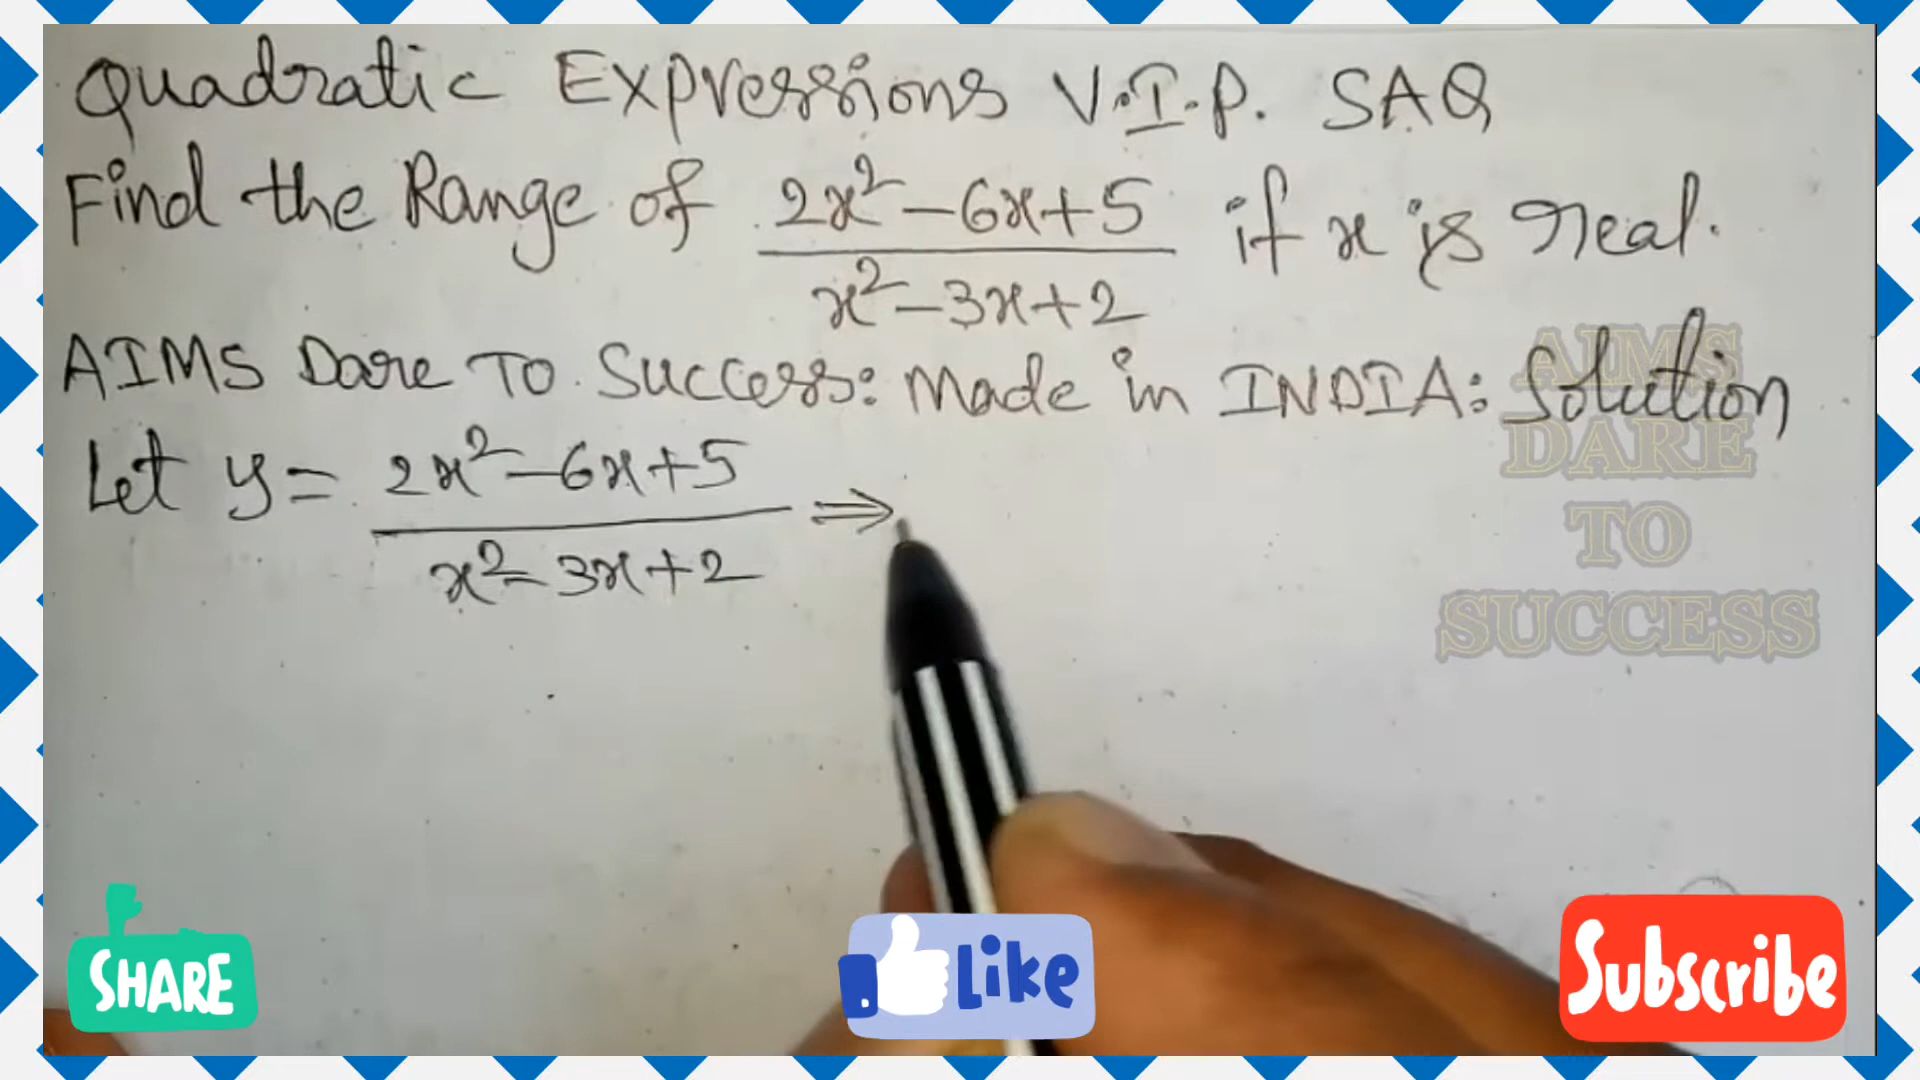 Quadratic Expressions V.I.P. SAQ
Find the Range of 2x²-6x+5 / x²-3x+2 if x is real.
AIMS Dare To Success: Made in INDIA: Solution
Let y = 2x²-6x+5 / x²-3x+2 ⇒
AIMS
DARE
TO
SUCCESS
SHARE
Like
Subscribe